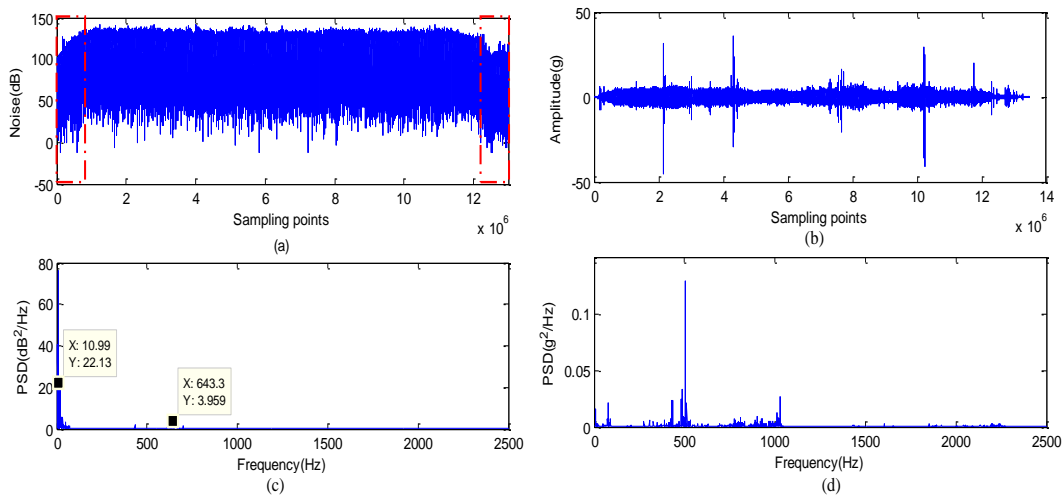 150
100
50
0
-50
Noise(dB)
0
2
4
6
8
10
12
Sampling points
x 10^6
(a)
50
0
-50
Amplitude(g)
0
2
4
6
8
10
12
14
Sampling points
x 10^6
(b)
80
60
40
20
0
PSD(dB^2/Hz)
X: 10.99
Y: 22.13
X: 643.3
Y: 3.959
0
500
1000
1500
2000
2500
Frequency(Hz)
(c)
0.1
0.05
0
PSD(g^2/Hz)
0
500
1000
1500
2000
2500
Frequency(Hz)
(d)